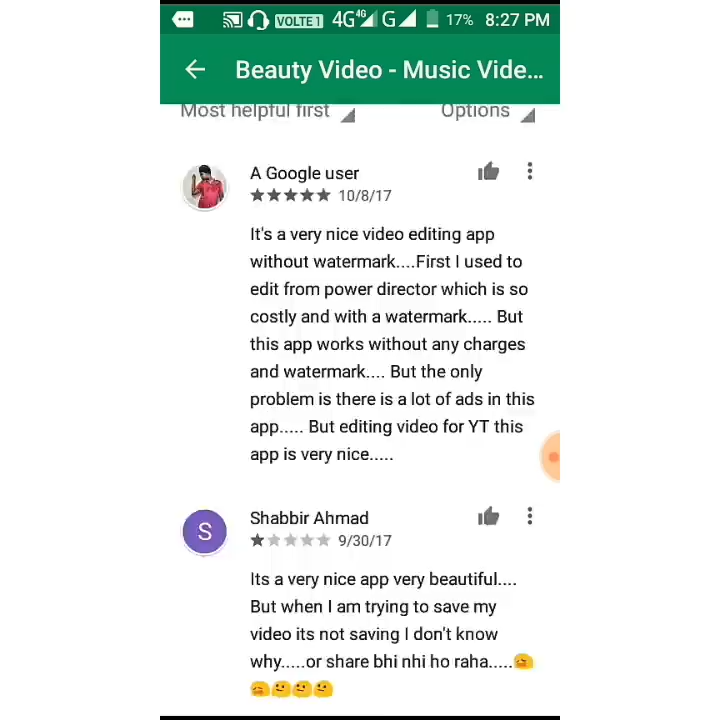 VOLTE 1 4G 4G G 17% 8:27 PM
Beauty Video - Music Vide...
Most helpful first Options
A Google user
10/8/17
It's a very nice video editing app
without watermark....First I used to
edit from power director which is so
costly and with a watermark..... But
this app works without any charges
and watermark.... But the only
problem is there is a lot of ads in this
app..... But editing video for YT this
app is very nice.....
S Shabbir Ahmad
9/30/17
Its a very nice app very beautiful....
But when I am trying to save my
video its not saving I don't know
why.....or share bhi nhi ho raha.....